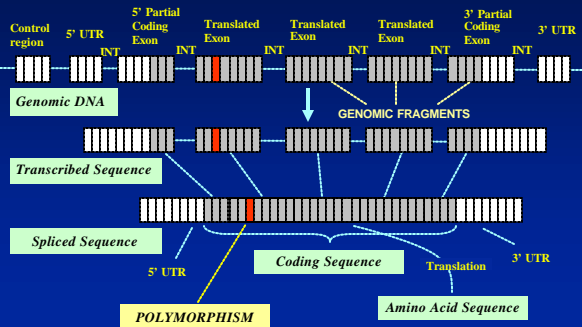 Control
region
5' UTR
INT
5' Partial
Coding
Exon
INT
Translated
Exon
INT
Translated
Exon
INT
Translated
Exon
INT
3' Partial
Coding
Exon
INT
3' UTR
Genomic DNA
GENOMIC FRAGMENTS
Transcribed Sequence
Spliced Sequence
5' UTR
Coding Sequence
Translation
3' UTR
POLYMORPHISM
Amino Acid Sequence